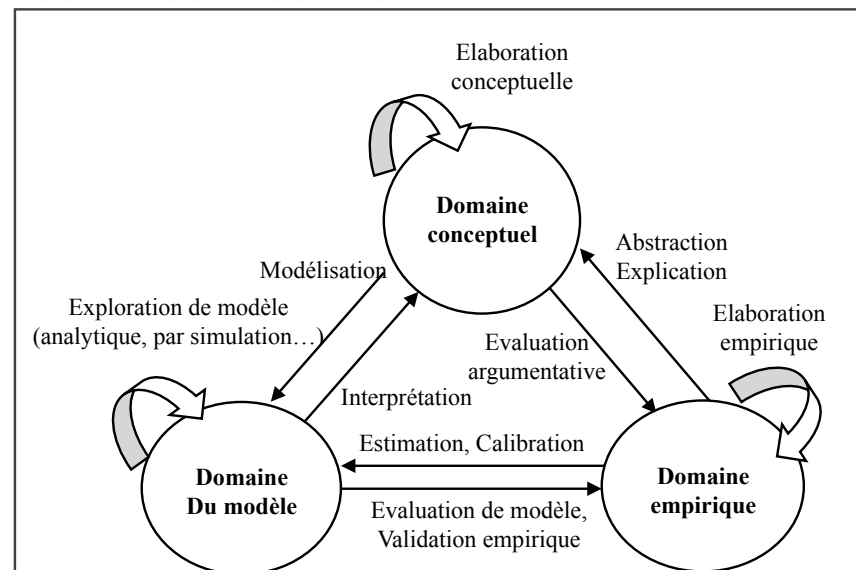 Elaboration
conceptuelle
Domaine
conceptuel
Abstraction
Explication
Modélisation
Exploration de modèle
(analytique, par simulation…)
Elaboration
empirique
Evaluation
argumentative
Interprétation
Estimation, Calibration
Domaine
Du modèle
Domaine
empirique
Evaluation de modèle,
Validation empirique